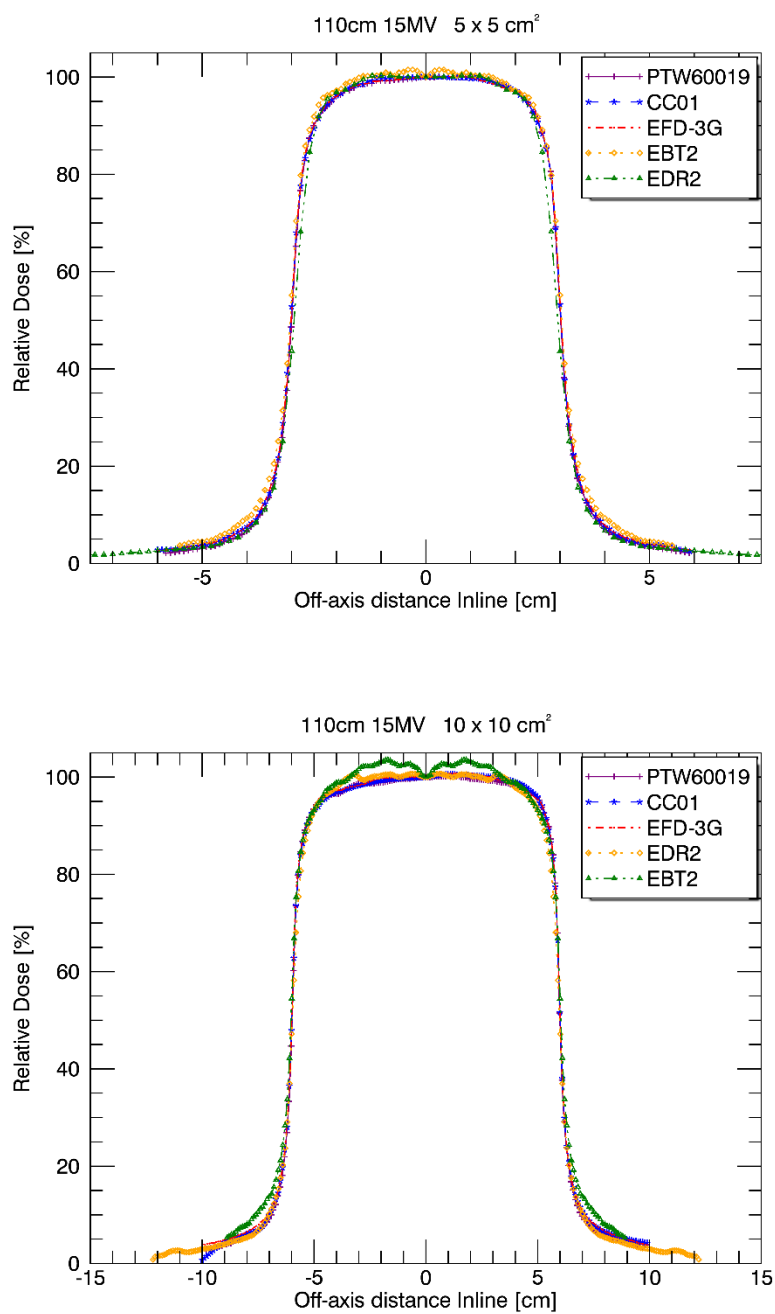 110cm 15MV 5 x 5 cm²
Relative Dose [%]
100
80
60
40
20
0
-5 0 5
Off-axis distance Inline [cm]
PTW60019
CC01
EFD-3G
EBT2
EDR2
110cm 15MV 10 x 10 cm²
Relative Dose [%]
100
80
60
40
20
0
-15 -10 -5 0 5 10 15
Off-axis distance Inline [cm]
PTW60019
CC01
EFD-3G
EDR2
EBT2